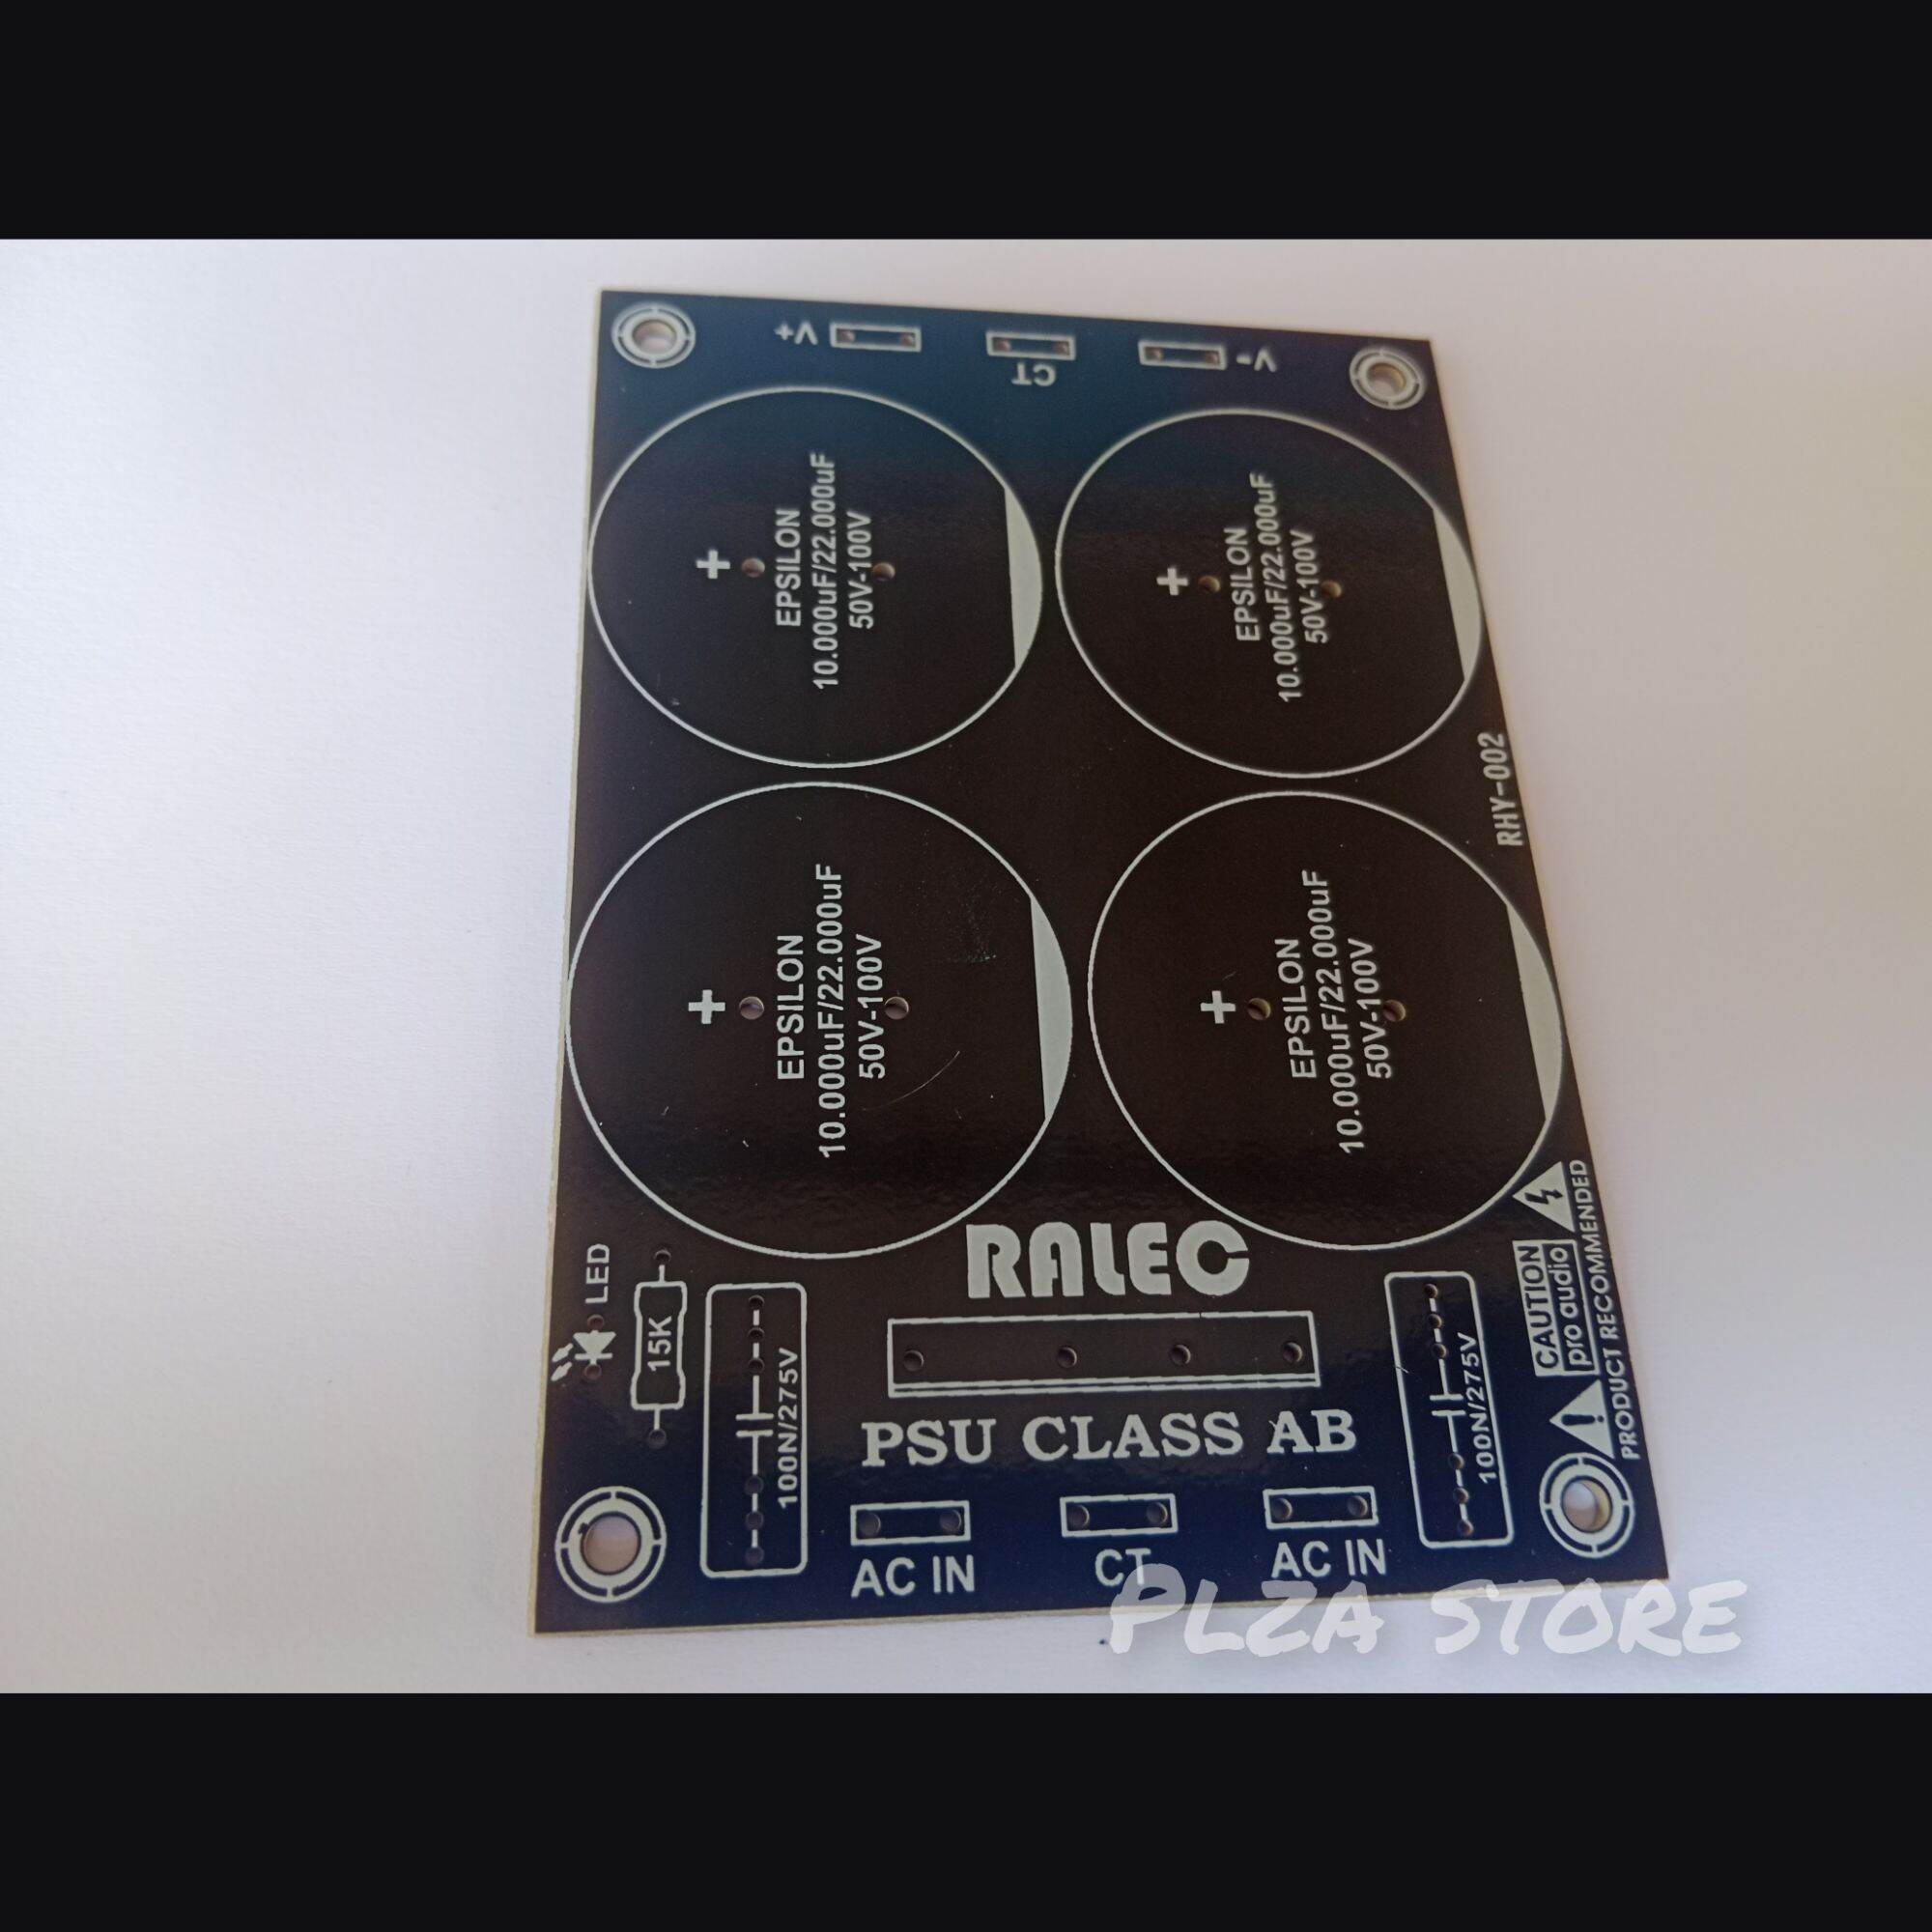 V+
CT
V-
EPSILON
10.000uF/22.000uF
50V-100V
+
EPSILON
10.000uF/22.000uF
50V-100V
+
EPSILON
10.000uF/22.000uF
50V-100V
+
EPSILON
10.000uF/22.000uF
50V-100V
+
RHY-002
RALEC
LED
15K
100N/275V
100N/275V
CAUTION
pro audio
PRODUCT RECOMMENDED
PSU CLASS AB
AC IN
CT
AC IN
PLZA STORE